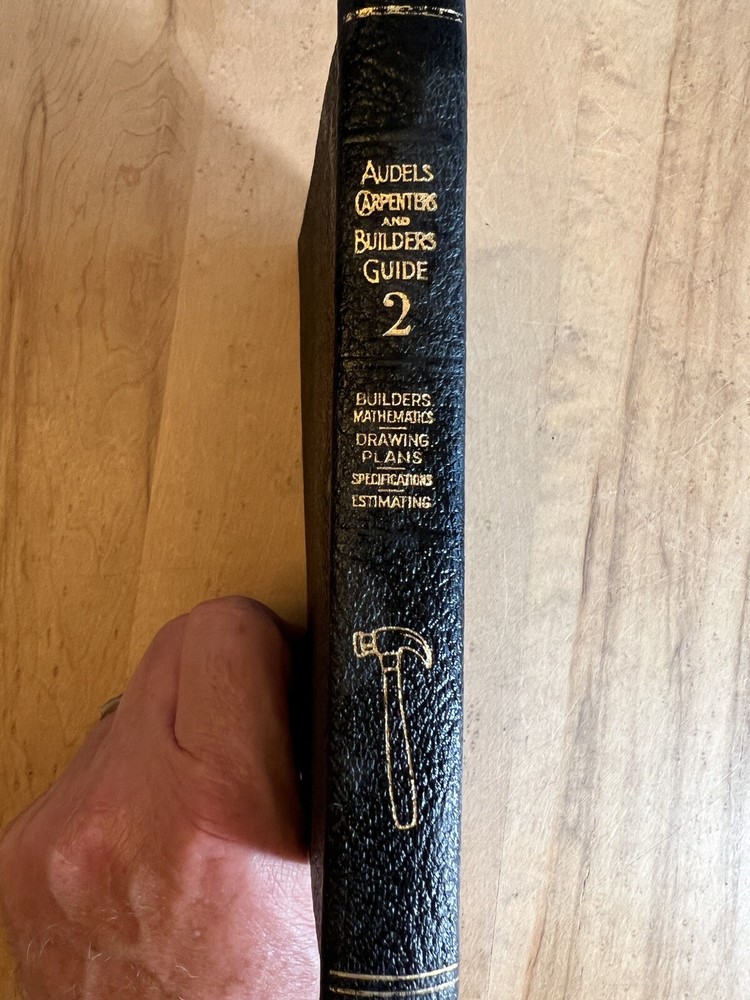 AUDELS
CARPENTERS
AND
BUILDERS
GUIDE
2
BUILDERS.
MATHEMATICS
DRAWING.
PLANS
SPECIFICATIONS
ESTIMATING